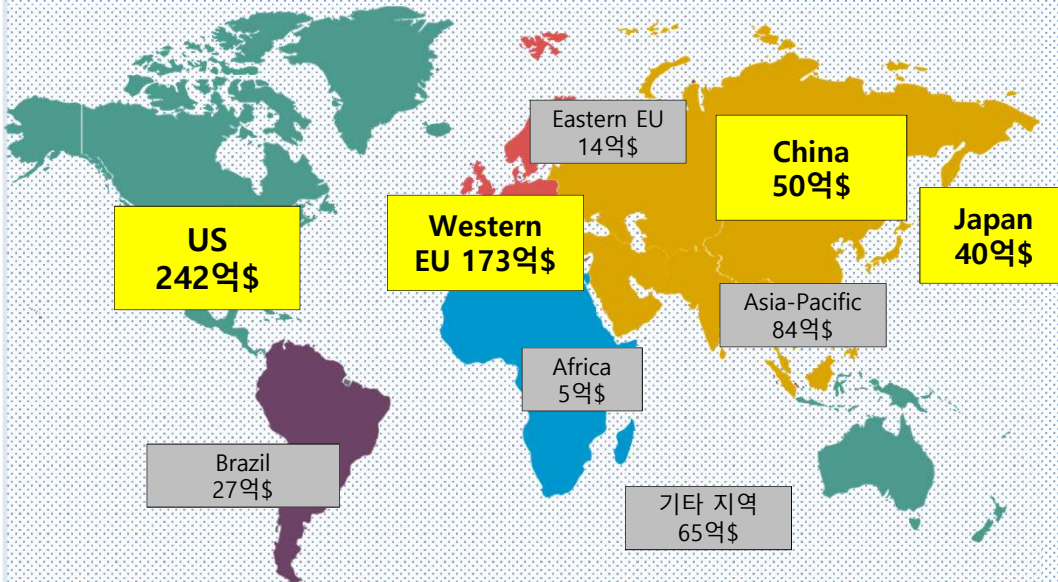 Eastern EU
14억$
China
50억$
US
242억$
Western
EU 173억$
Japan
40억$
Asia-Pacific
84억$
Africa
5억$
Brazil
27억$
기타 지역
65억$